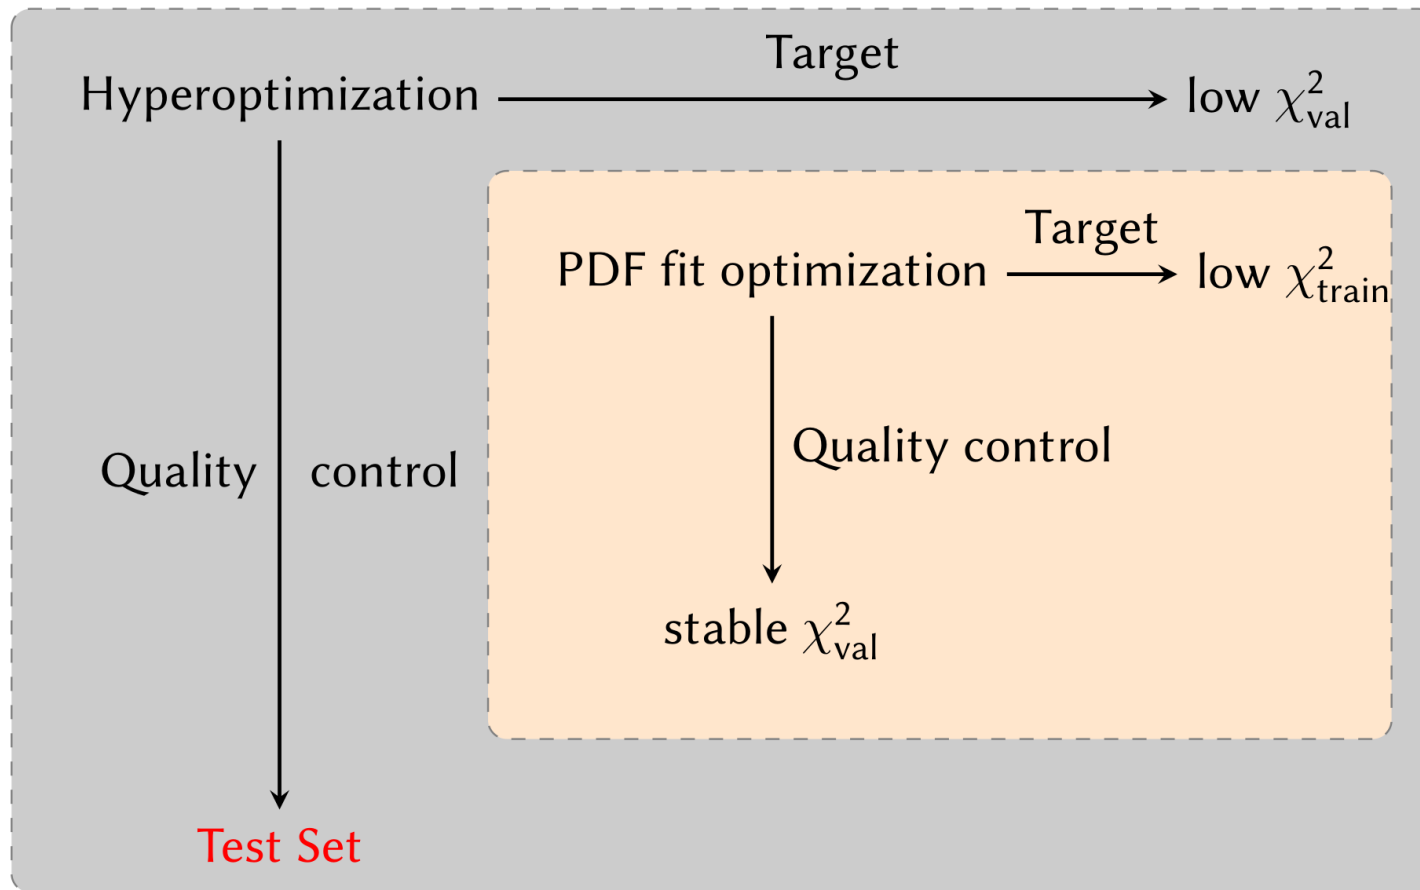 Target
Hyperoptimization
low χ²val
Target
PDF fit optimization
low χ²train
Quality control
Quality control
stable χ²val
Test Set